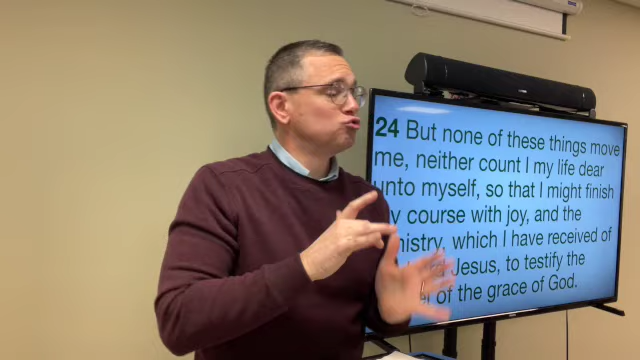 24 But none of these things move
me, neither count I my life dear
unto myself, so that I might finish
course with joy, and the
which I have received of
Jesus, to testify the
of the grace of God.